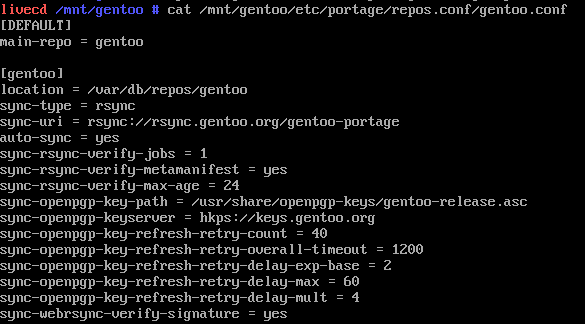 livecd /mnt/gentoo # cat /mnt/gentoo/etc/portage/repos.conf/gentoo.conf
[DEFAULT]
main-repo = gentoo

[gentoo]
location = /var/db/repos/gentoo
sync-type = rsync
sync-uri = rsync://rsync.gentoo.org/gentoo-portage
auto-sync = yes
sync-rsync-verify-jobs = 1
sync-rsync-verify-metamanifest = yes
sync-rsync-verify-max-age = 24
sync-openpgp-key-path = /usr/share/openpgp-keys/gentoo-release.asc
sync-openpgp-keyserver = hkps://keys.gentoo.org
sync-openpgp-key-refresh-retry-count = 40
sync-openpgp-key-refresh-retry-overall-timeout = 1200
sync-openpgp-key-refresh-retry-delay-exp-base = 2
sync-openpgp-key-refresh-retry-delay-max = 60
sync-openpgp-key-refresh-retry-delay-mult = 4
sync-webrsync-verify-signature = yes